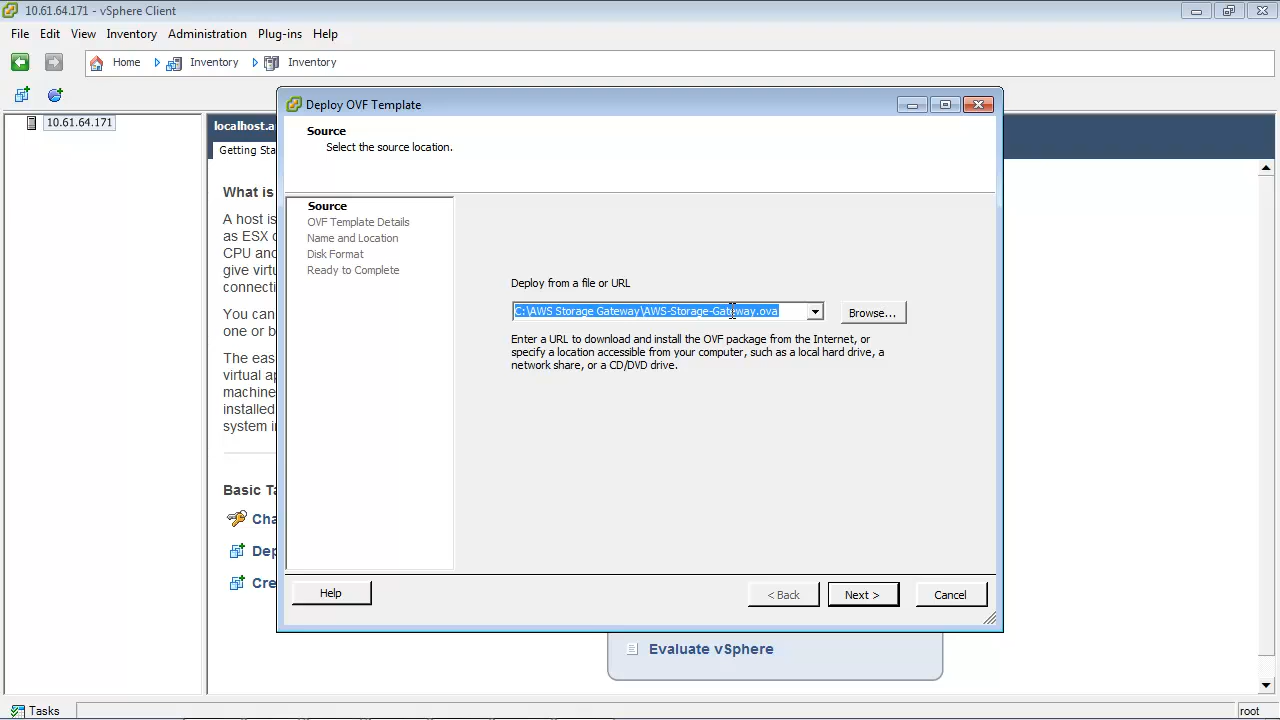 10.61.64.171 - vSphere Client
File Edit View Inventory Administration Plug-ins Help
Home Inventory Inventory
10.61.64.171
localhost.a
Getting Sta
What is
A host is
as ESX
CPU and
give virtu
connecti
You can
one or b
The eas
virtual ap
machine
installed
system i
Basic Ta
Cha
Dep
Cre
Evaluate vSphere
Deploy OVF Template
Source
Select the source location.
Source
OVF Template Details
Name and Location
Disk Format
Ready to Complete
Deploy from a file or URL
C:\AWS Storage Gateway\AWS-Storage-Gateway.ova
Browse...
Enter a URL to download and install the OVF package from the Internet, or
specify a location accessible from your computer, such as a local hard drive, a
network share, or a CD/DVD drive.
Help
< Back Next > Cancel
Tasks
root